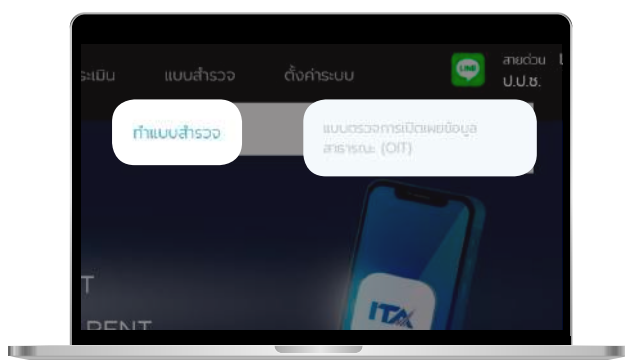 ระเมิน แบบสำรวจ ตั้งค่าระบบ LINE สายด่วน
ป.ป.ช.
ทำแบบสำรวจ
แบบตรวจการเปิดเผยข้อมูล
สาธารณะ (OIT)
ITA
T
PENT